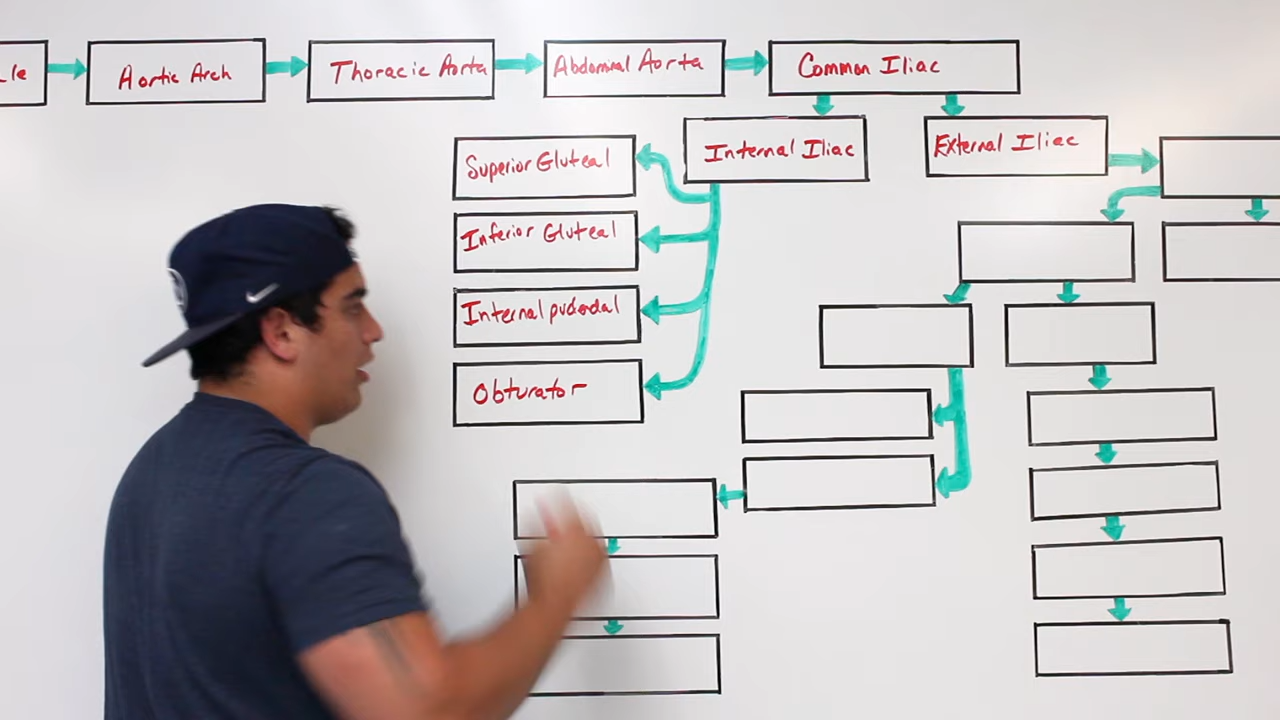 le
Aortic Arch
Thoracic Aorta
Abdominal Aorta
Common Iliac
Internal Iliac
External Iliac
Superior Gluteal
Inferior Gluteal
Internal pudendal
Obturator